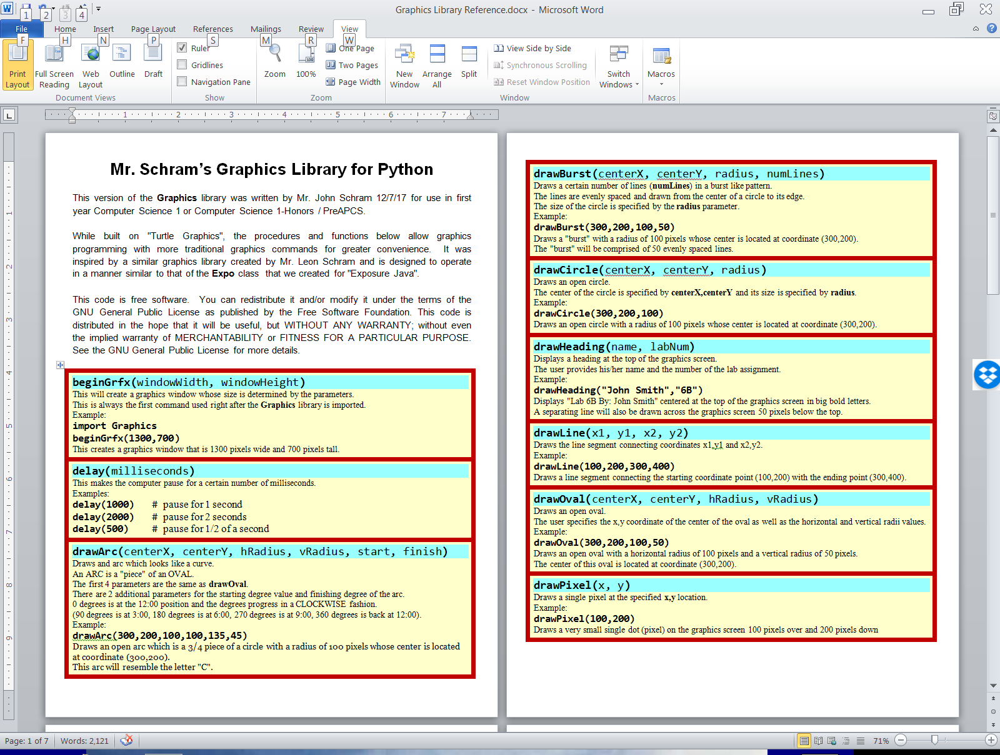 Graphics Library Reference.docx - Microsoft Word
1 2 3 4
File Home Insert Page Layout References Mailings Review View
F H N P S M R W
Print Layout
Full Screen Reading
Web Layout
Outline
Draft
Document Views
Ruler
Gridlines
Navigation Pane
Show
Zoom
100%
One Page
Two Pages
Page Width
Zoom
New Window
Arrange All
Split
View Side by Side
Synchronous Scrolling
Reset Window Position
Window
Switch Windows
Macros
Macros
1 2 3 4 5 6 7
Mr. Schram's Graphics Library for Python
This version of the Graphics library was written by Mr. John Schram 12/7/17 for use in first
year Computer Science 1 or Computer Science 1-Honors / PreAPCS.
While built on "Turtle Graphics", the procedures and functions below allow graphics
programming with more traditional graphics commands for greater convenience. It was
inspired by a similar graphics library created by Mr. Leon Schram and is designed to operate
in a manner similar to that of the Expo class that we created for "Exposure Java".
This code is free software. You can redistribute it and/or modify it under the terms of the
GNU General Public License as published by the Free Software Foundation. This code is
distributed in the hope that it will be useful, but WITHOUT ANY WARRANTY; without even
the implied warranty of MERCHANTABILITY or FITNESS FOR A PARTICULAR PURPOSE.
See the GNU General Public License for more details.
beginGrfx(windowWidth, windowHeight)
This will create a graphics window whose size is determined by the parameters.
This is always the first command used right after the Graphics library is imported.
Example:
import Graphics
beginGrfx(1300,700)
This creates a graphics window that is 1300 pixels wide and 700 pixels tall.
delay(milliseconds)
This makes the computer pause for a certain number of milliseconds.
Examples:
delay(1000) # pause for 1 second
delay(2000) # pause for 2 seconds
delay(500) # pause for 1/2 of a second
drawArc(centerX, centerY, hRadius, vRadius, start, finish)
Draws and arc which looks like a curve.
An ARC is a "piece" of an OVAL.
The first 4 parameters are the same as drawOval.
There are 2 additional parameters for the starting degree value and finishing degree of the arc.
0 degrees is at the 12:00 position and the degrees progress in a CLOCKWISE fashion.
(90 degrees is at 3:00, 180 degrees is at 6:00, 270 degrees is at 9:00, 360 degrees is back at 12:00).
Example:
drawArc(300,200,100,100,135,45)
Draws an open arc which is a 3/4 piece of a circle with a radius of 100 pixels whose center is located
at coordinate (300,200).
This arc will resemble the letter "C".
drawBurst(centerX, centerY, radius, numLines)
Draws a certain number of lines (numLines) in a burst like pattern.
The lines are evenly spaced and drawn from the center of a circle to its edge.
The size of the circle is specified by the radius parameter.
Example:
drawBurst(300,200,100,50)
Draws a "burst" with a radius of 100 pixels whose center is located at coordinate (300,200).
The "burst" will be comprised of 50 evenly spaced lines.
drawCircle(centerX, centerY, radius)
Draws an open circle.
The center of the circle is specified by centerX,centerY and its size is specified by radius.
Example:
drawCircle(300,200,100)
Draws an open circle with a radius of 100 pixels whose center is located at coordinate (300,200).
drawHeading(name, labNum)
Displays a heading at the top of the graphics screen.
The user provides his/her name and the number of the lab assignment.
Example:
drawHeading("John Smith","6B")
Displays "Lab 6B By: John Smith" centered at the top of the graphics screen in big bold letters.
A separating line will also be drawn across the graphics screen 50 pixels below the top.
drawLine(x1, y1, x2, y2)
Draws the line segment connecting coordinates x1,y1 and x2,y2.
Example:
drawLine(100,200,300,400)
Draws a line segment connecting the starting coordinate point (100,200) with the ending point (300,400).
drawOval(centerX, centerY, hRadius, vRadius)
Draws an open oval.
The user specifies the x,y coordinate of the center of the oval as well as the horizontal and vertical radii values.
Example:
drawOval(300,200,100,50)
Draws an open oval with a horizontal radius of 100 pixels and a vertical radius of 50 pixels.
The center of this oval is located at coordinate (300,200).
drawPixel(x, y)
Draws a single pixel at the specified x,y location.
Example:
drawPixel(100,200)
Draws a very small single dot (pixel) on the graphics screen 100 pixels over and 200 pixels down
1 2 3 4 5 6 7 8 9
Page: 1 of 7 Words: 2,121 71%